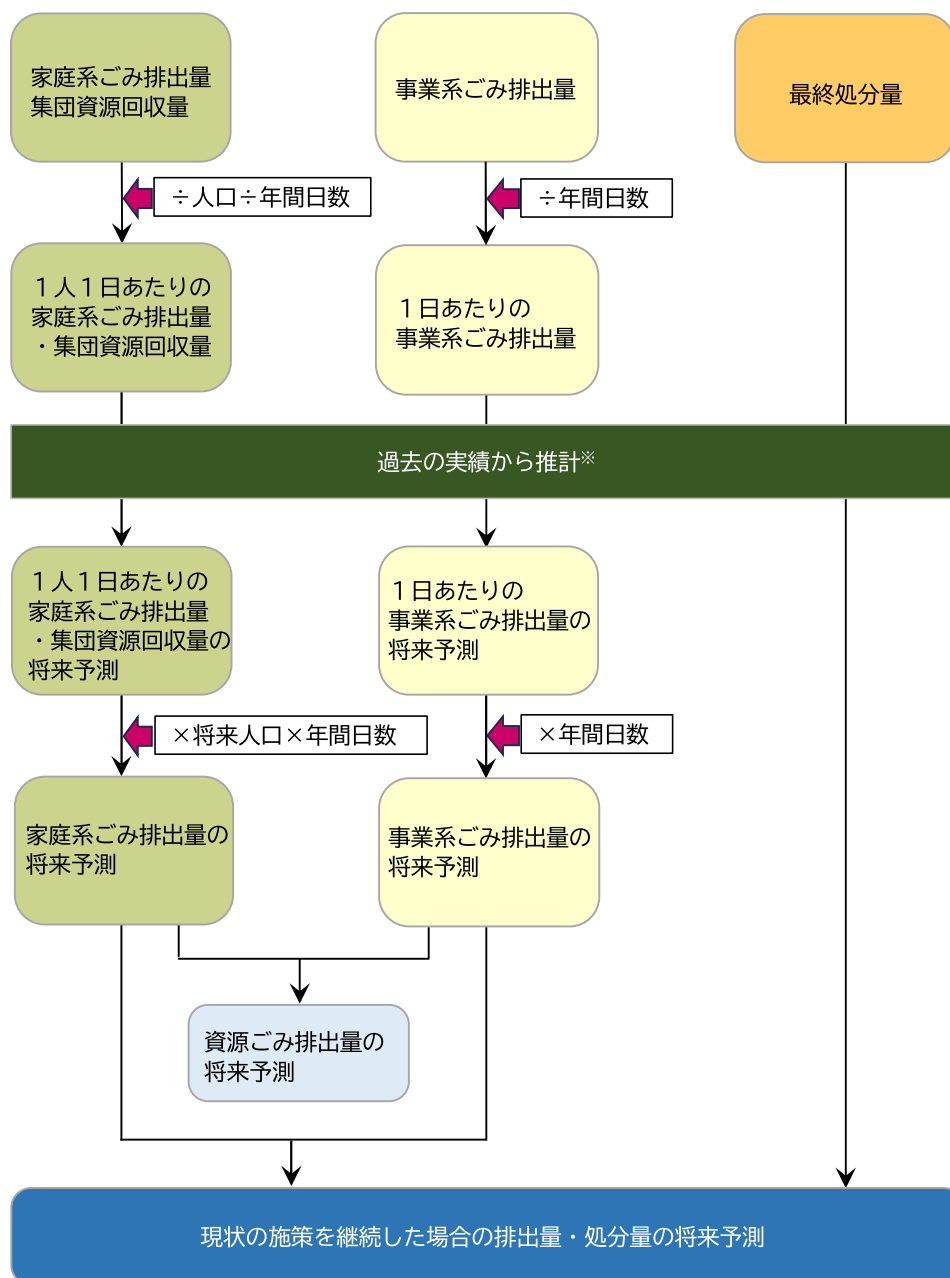 家庭系ごみ排出量
集団資源回収量
事業系ごみ排出量
最終処分量
÷人口÷年間日数
÷年間日数
１人１日あたりの
家庭系ごみ排出量
・集団資源回収量
１日あたりの
事業系ごみ排出量
過去の実績から推計※
１人１日あたりの
家庭系ごみ排出量
・集団資源回収量の
将来予測
１日あたりの
事業系ごみ排出量の
将来予測
×将来人口×年間日数
×年間日数
家庭系ごみ排出量の
将来予測
事業系ごみ排出量の
将来予測
資源ごみ排出量の
将来予測
現状の施策を継続した場合の排出量・処分量の将来予測